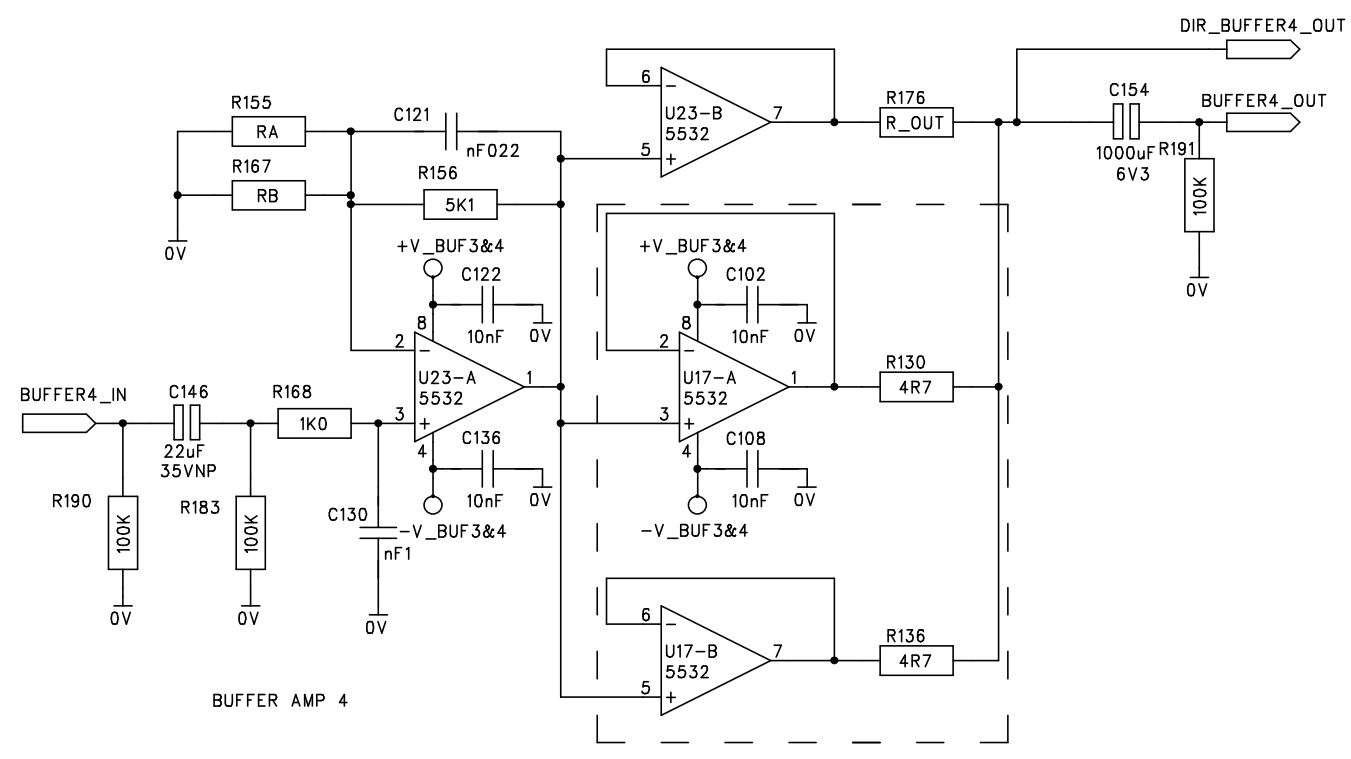 DIR_BUFFER4_OUT
BUFFER4_OUT
C154
1000uF
6V3
R191
100K
0V
R176
R_OUT
6
−
U23-B
5532
7
5
+
R155
RA
R167
RB
0V
C121
nF022
R156
5K1
+V_BUF3&4
C122
10nF
0V
8
2
−
U23-A
5532
1
3
+
4
C136
10nF
0V
−V_BUF3&4
BUFFER4_IN
C146
22uF
35VNP
R168
1K0
R190
100K
0V
R183
100K
0V
C130
nF1
0V
+V_BUF3&4
C102
10nF
0V
8
2
−
U17-A
5532
1
3
+
4
C108
10nF
0V
−V_BUF3&4
R130
4R7
6
−
U17-B
5532
7
5
+
R136
4R7
BUFFER AMP 4